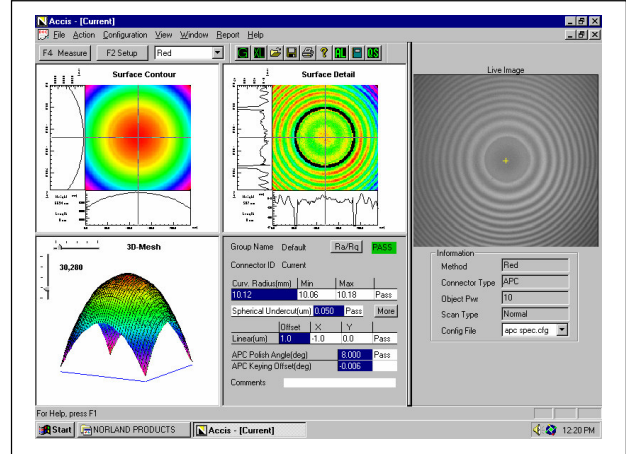 Accis - [Current]
File Action Configuration View Window Report Help
F4 Measure F2 Setup Red
Surface Contour
Surface Detail
3D-Mesh
30,280
Group Name Default Ra/Rq PASS
Connector ID Current
Curv. Radius(mm) Min Max
10.12 10.06 10.18 Pass
Spherical Undercut(um) 0.050 Pass More
Offset X Y
Linear(um) 1.0 -1.0 0.0 Pass
APC Polish Angle(deg) 8.000 Pass
APC Keying Offset(deg) -0.006
Comments
Live Image
Information
Method Red
Connector Type APC
Object Pwr 10
Scan Type Normal
Config File apc spec.cfg
For Help, press F1
Start NORLAND PRODUCTS Accis - [Current] 12:20 PM